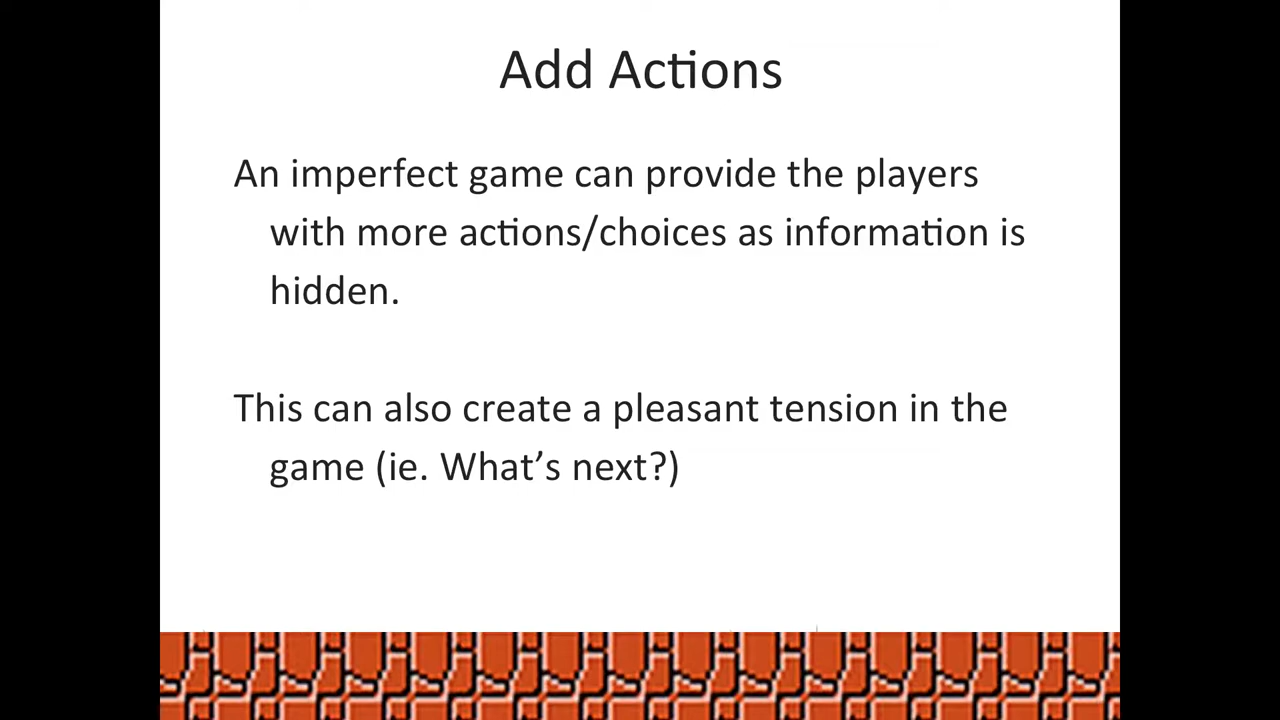 Add Actions
An imperfect game can provide the players
with more actions/choices as information is
hidden.
This can also create a pleasant tension in the
game (ie. What’s next?)